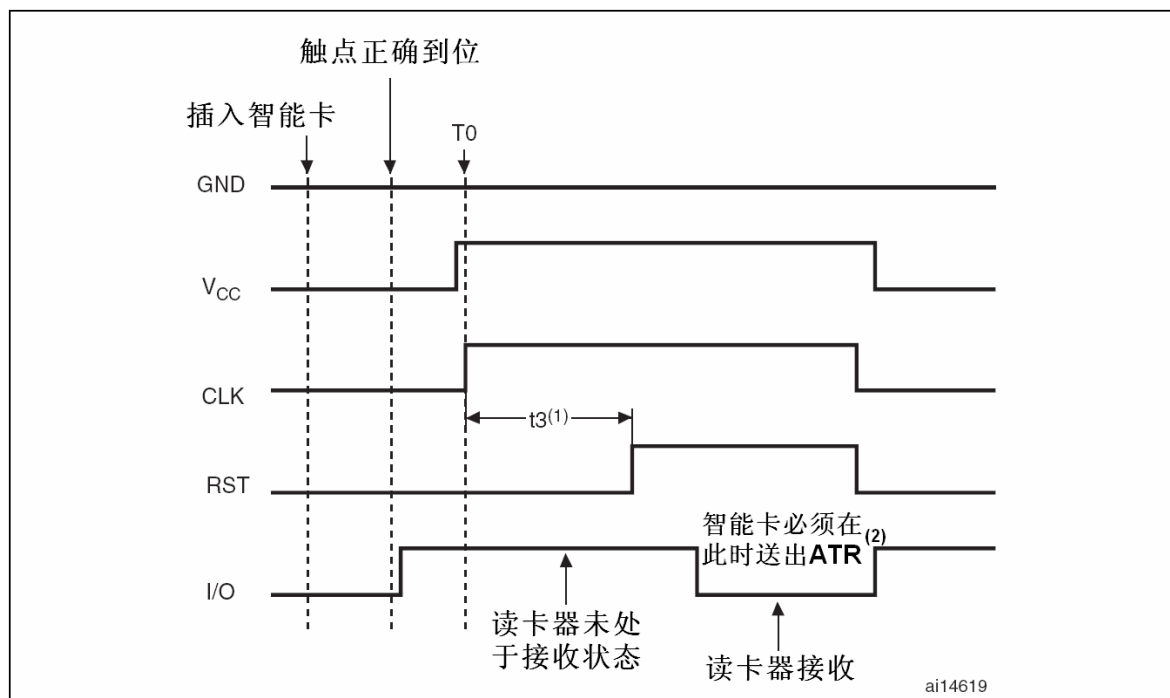 触点正确到位
插入智能卡
T0
GND
VCC
CLK
t3(1)
RST
智能卡必须在
此时送出ATR(2)
I/O
读卡器未处
于接收状态
读卡器接收
ai14619